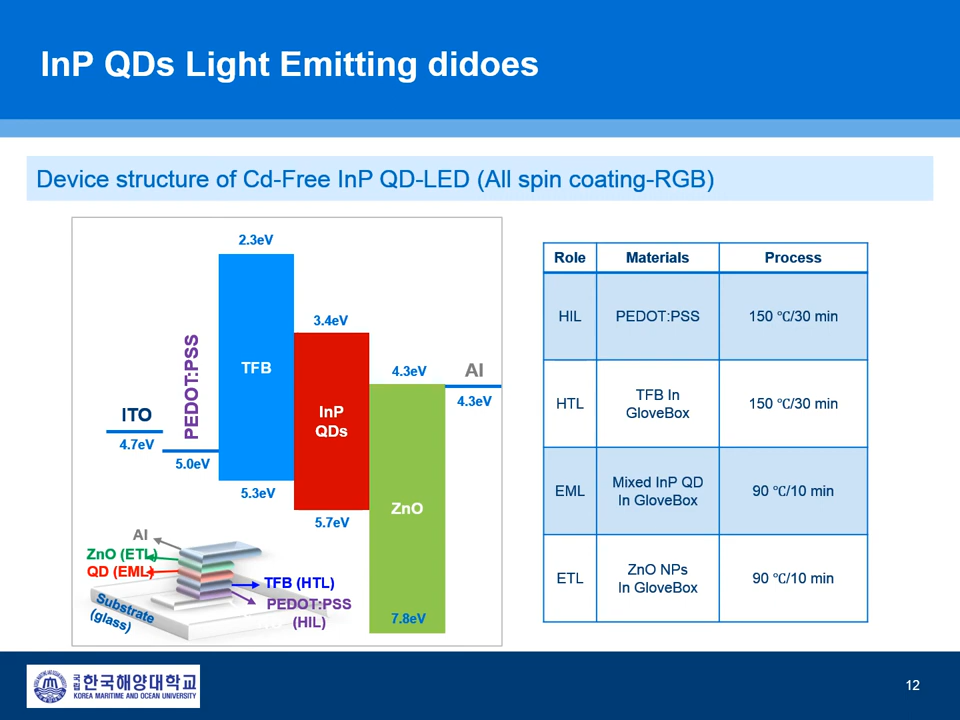 InP QDs Light Emitting didoes
Device structure of Cd-Free InP QD-LED (All spin coating-RGB)
2.3eV
3.4eV
4.3eV
Al
4.3eV
PEDOT:PSS
TFB
InP
QDs
ITO
4.7eV
5.0eV
5.3eV
5.7eV
ZnO
7.8eV
Al
ZnO (ETL)
QD (EML)
TFB (HTL)
PEDOT:PSS
(HIL)
Substrate
(glass)
Role Materials Process
HIL PEDOT:PSS 150 ℃/30 min
HTL TFB In
GloveBox 150 ℃/30 min
EML Mixed InP QD
In GloveBox 90 ℃/10 min
ETL ZnO NPs
In GloveBox 90 ℃/10 min
국립 한국해양대학교
KOREA MARITIME AND OCEAN UNIVERSITY
12